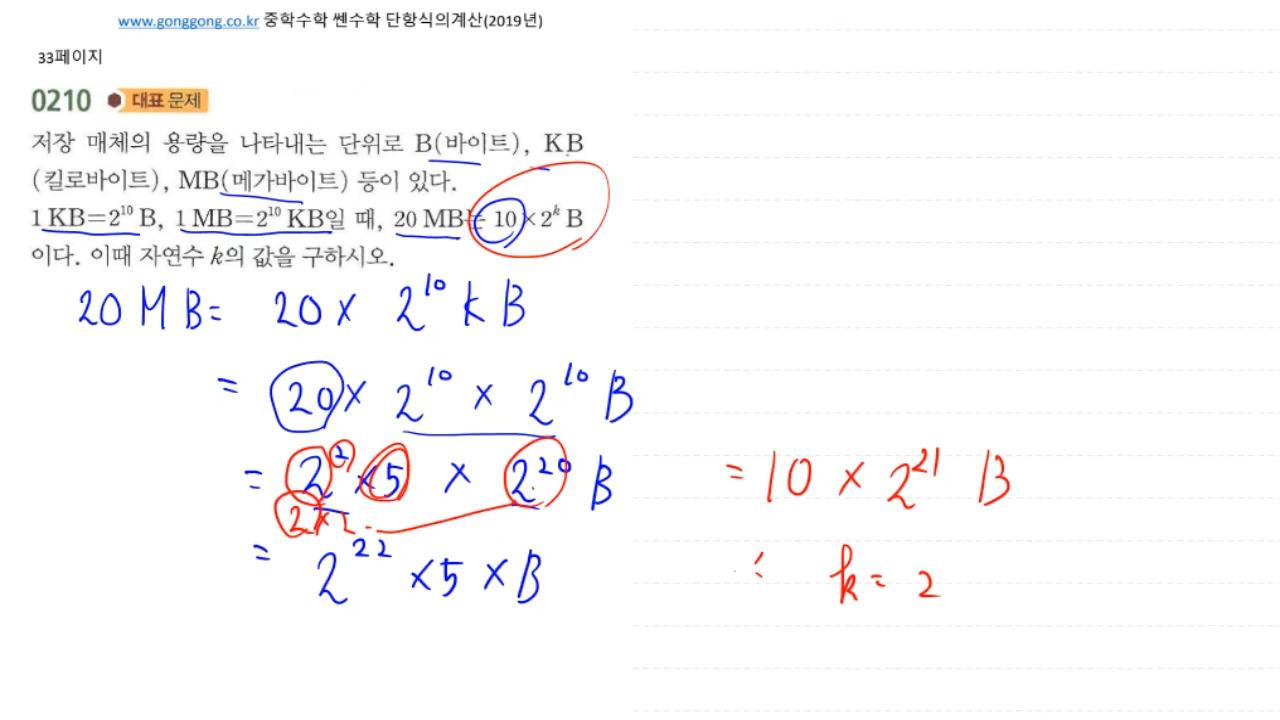 www.gonggong.co.kr 중학수학 쎈수학 단항식의계산(2019년)
33페이지
0210 대표 문제
저장 매체의 용량을 나타내는 단위로 B(바이트), KB
(킬로바이트), MB(메가바이트) 등이 있다.
1 KB=2¹⁰ B, 1 MB=2¹⁰ KB일 때, 20 MB는 10×2ᵏ B
이다. 이때 자연수 k의 값을 구하시오.
20 M B = 20 × 2¹⁰ k B
= 20 × 2¹⁰ × 2¹⁰ B
= 2² × 5 × 2²⁰ B
2 × 2
= 2²² × 5 × B
= 10 × 2²¹ B
∴ k = 2